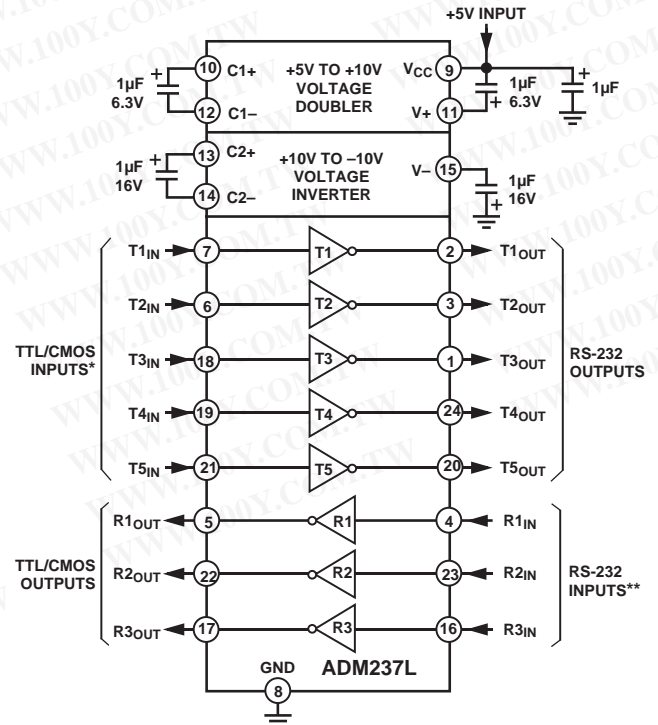 +5V INPUT
10 C1+ +5V TO +10V VCC 9
1µF + VOLTAGE 1µF 1µF
6.3V DOUBLER 6.3V
12 C1– V+ 11
13 C2+ +10V TO –10V
1µF + VOLTAGE V– 15 1µF
16V INVERTER 16V
14 C2–
T1IN 7 T1 2 T1OUT
T2IN 6 T2 3 T2OUT
TTL/CMOS INPUTS* T3IN 18 T3 1 T3OUT RS-232 OUTPUTS
T4IN 19 T4 24 T4OUT
T5IN 21 T5 20 T5OUT
R1OUT 5 R1 4 R1IN
TTL/CMOS OUTPUTS R2OUT 22 R2 23 R2IN RS-232 INPUTS**
R3OUT 17 R3 16 R3IN
GND ADM237L
8
WWW.100Y.COM.TW